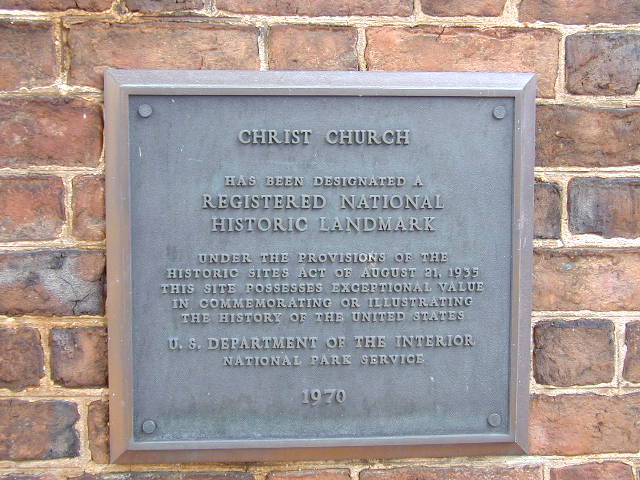 CHRIST CHURCH
HAS BEEN DESIGNATED A
REGISTERED NATIONAL
HISTORIC LANDMARK
UNDER THE PROVISIONS OF THE
HISTORIC SITES ACT OF AUGUST 21, 1935
THIS SITE POSSESSES EXCEPTIONAL VALUE
IN COMMEMORATING OR ILLUSTRATING
THE HISTORY OF THE UNITED STATES
U. S. DEPARTMENT OF THE INTERIOR
NATIONAL PARK SERVICE
1970